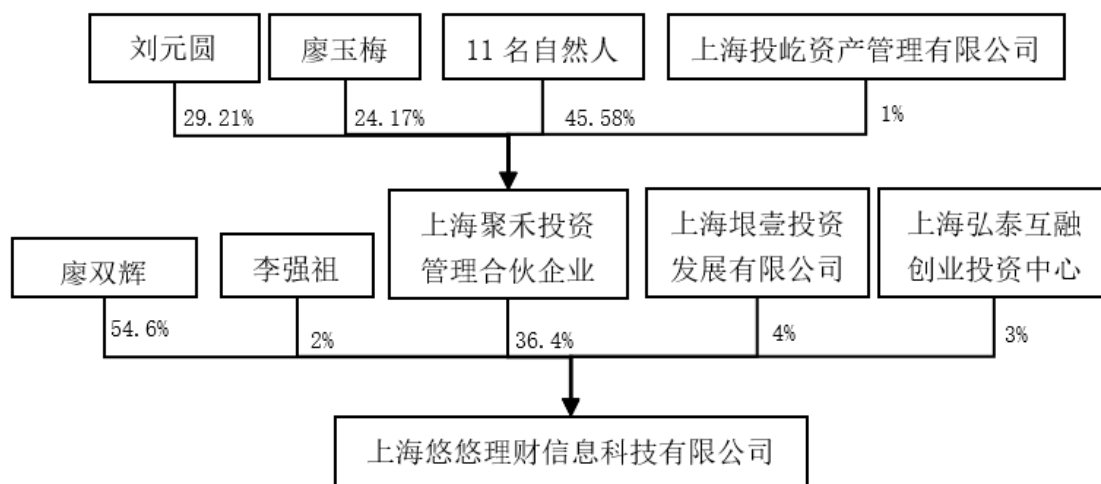 刘元圆
廖玉梅
11 名自然人
上海投屹资产管理有限公司
29.21%
24.17%
45.58%
1%
廖双辉
李强祖
上海聚禾投资
管理合伙企业
上海垠壹投资
发展有限公司
上海弘泰互融
创业投资中心
54.6%
2%
36.4%
4%
3%
上海悠悠理财信息科技有限公司